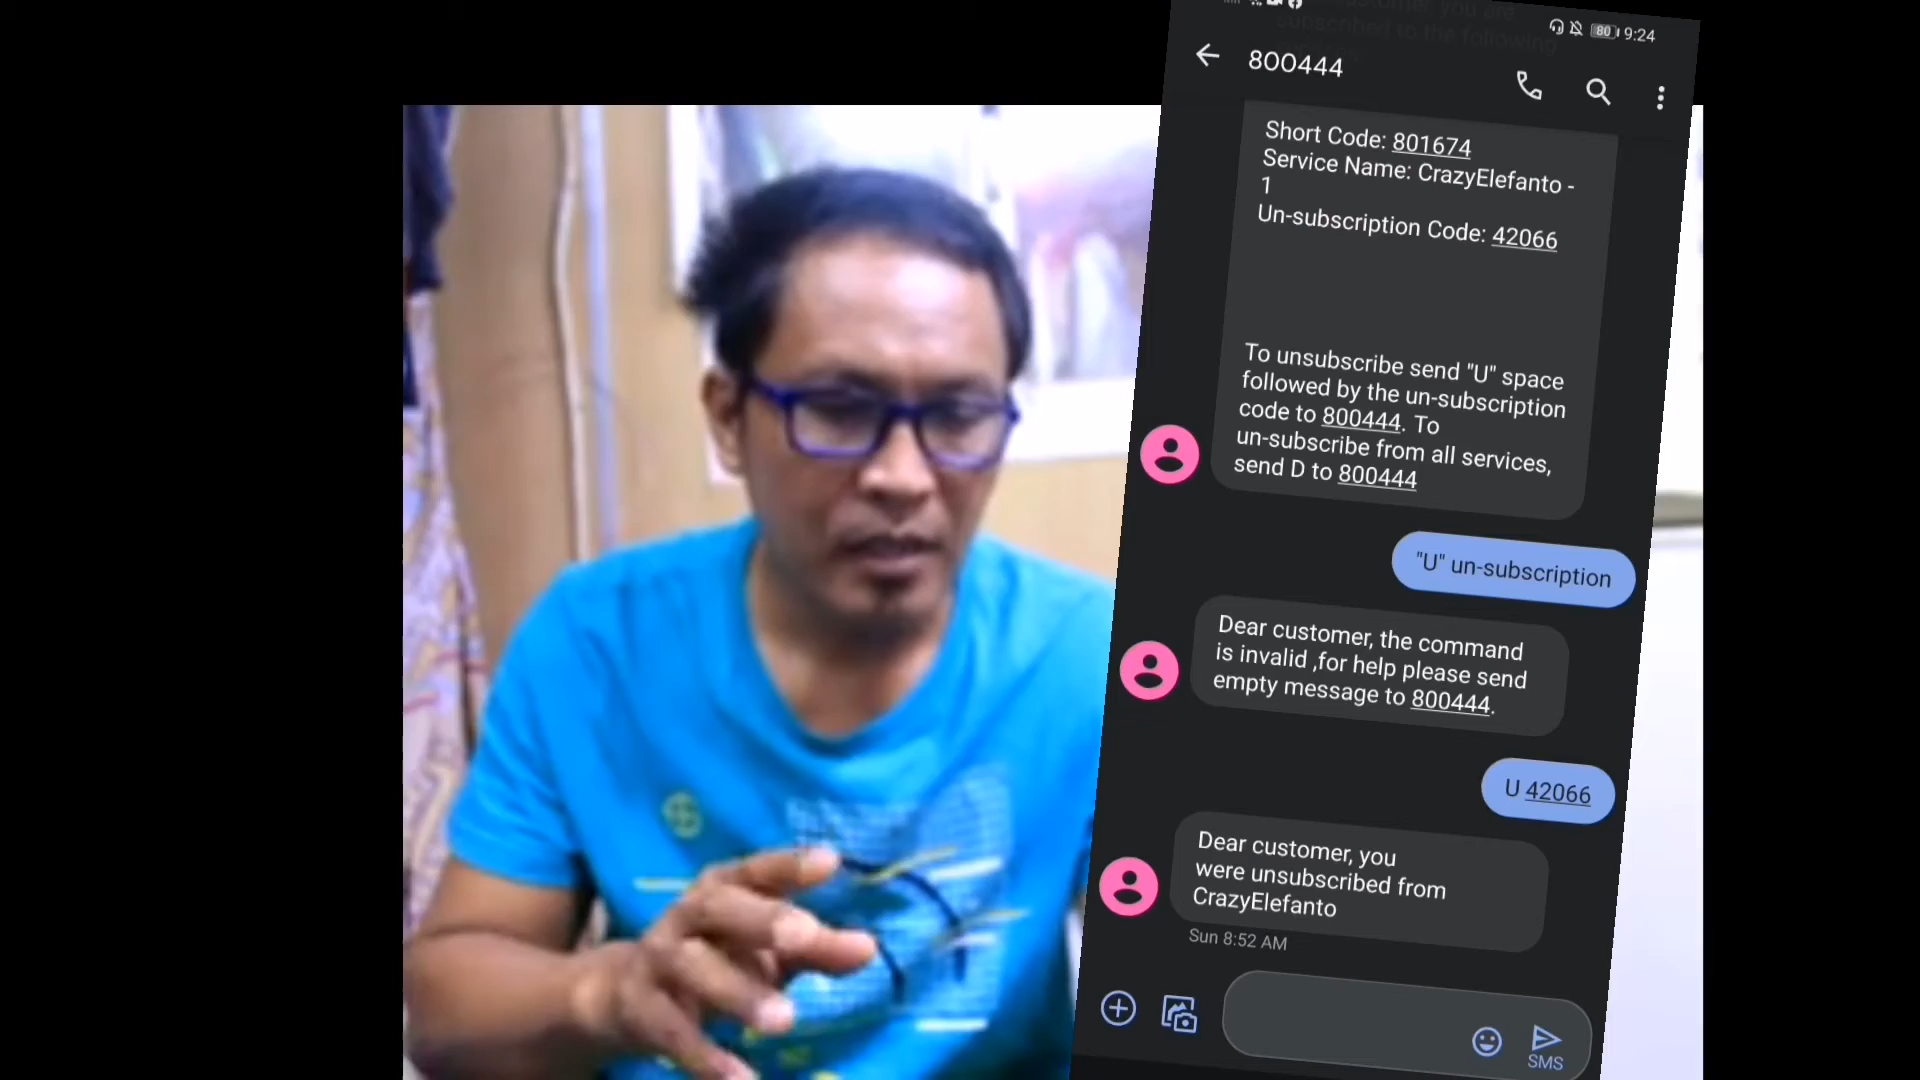 80 9:24
800444
Short Code: 801674
Service Name: CrazyElefanto -
1
Un-subscription Code: 42066
To unsubscribe send "U" space
followed by the un-subscription
code to 800444. To
un-subscribe from all services,
send D to 800444
"U" un-subscription
Dear customer, the command
is invalid ,for help please send
empty message to 800444.
U 42066
Dear customer, you
were unsubscribed from
CrazyElefanto
Sun 8:52 AM
SMS